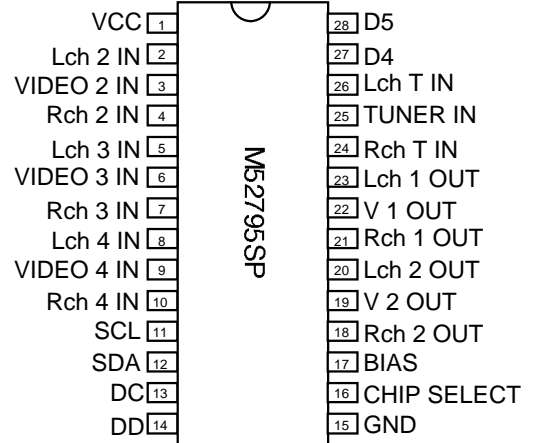 VCC 1
Lch 2 IN 2
VIDEO 2 IN 3
Rch 2 IN 4
Lch 3 IN 5
VIDEO 3 IN 6
Rch 3 IN 7
Lch 4 IN 8
VIDEO 4 IN 9
Rch 4 IN 10
SCL 11
SDA 12
DC 13
DD 14
M52795SP
28 D5
27 D4
26 Lch T IN
25 TUNER IN
24 Rch T IN
23 Lch 1 OUT
22 V 1 OUT
21 Rch 1 OUT
20 Lch 2 OUT
19 V 2 OUT
18 Rch 2 OUT
17 BIAS
16 CHIP SELECT
15 GND